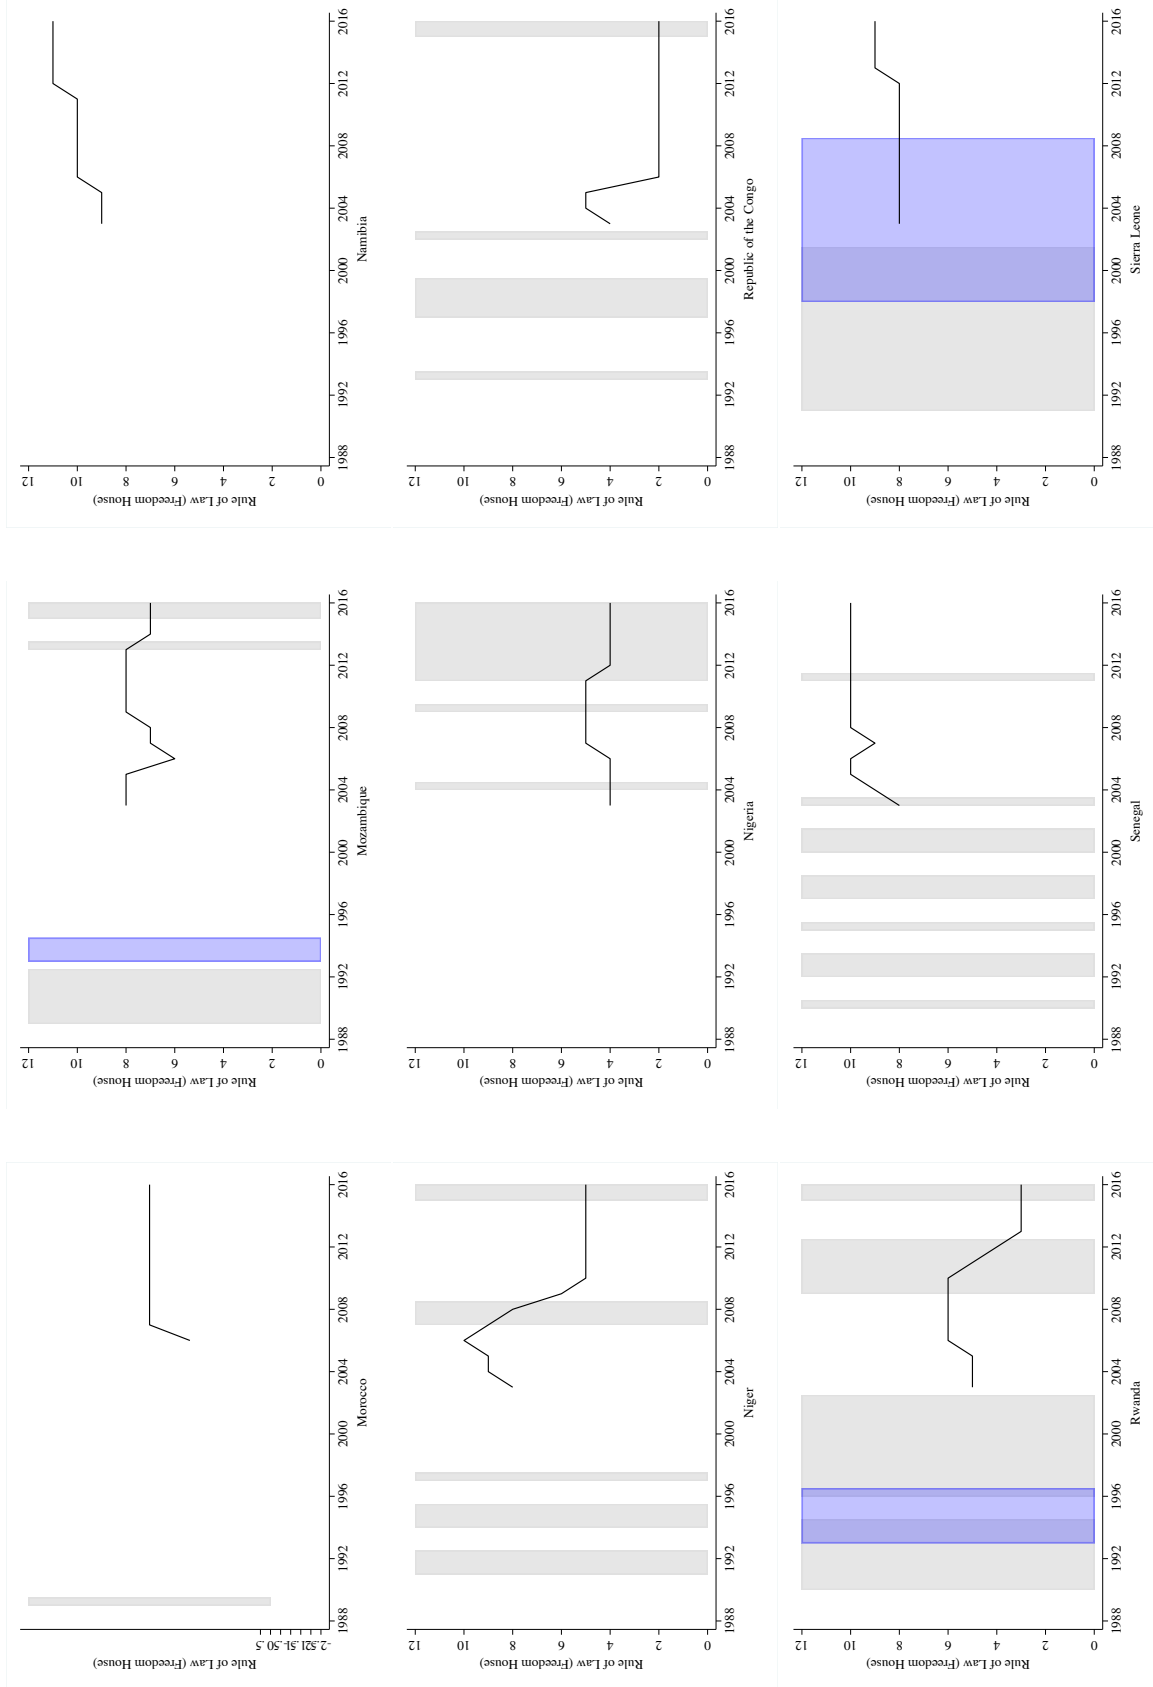 Rule of Law (Freedom House)
1988 1992 1996 2000 2004 2008 2012 2016
Morocco
Rule of Law (Freedom House)
0 2 4 6 8 10 12
1988 1992 1996 2000 2004 2008 2012 2016
Mozambique
Rule of Law (Freedom House)
0 2 4 6 8 10 12
1988 1992 1996 2000 2004 2008 2012 2016
Namibia
Rule of Law (Freedom House)
0 2 4 6 8 10 12
1988 1992 1996 2000 2004 2008 2012 2016
Niger
Rule of Law (Freedom House)
0 2 4 6 8 10 12
1988 1992 1996 2000 2004 2008 2012 2016
Nigeria
Rule of Law (Freedom House)
0 2 4 6 8 10 12
1988 1992 1996 2000 2004 2008 2012 2016
Republic of the Congo
Rule of Law (Freedom House)
0 2 4 6 8 10 12
1988 1992 1996 2000 2004 2008 2012 2016
Rwanda
Rule of Law (Freedom House)
0 2 4 6 8 10 12
1988 1992 1996 2000 2004 2008 2012 2016
Senegal
Rule of Law (Freedom House)
0 2 4 6 8 10 12
1988 1992 1996 2000 2004 2008 2012 2016
Sierra Leone